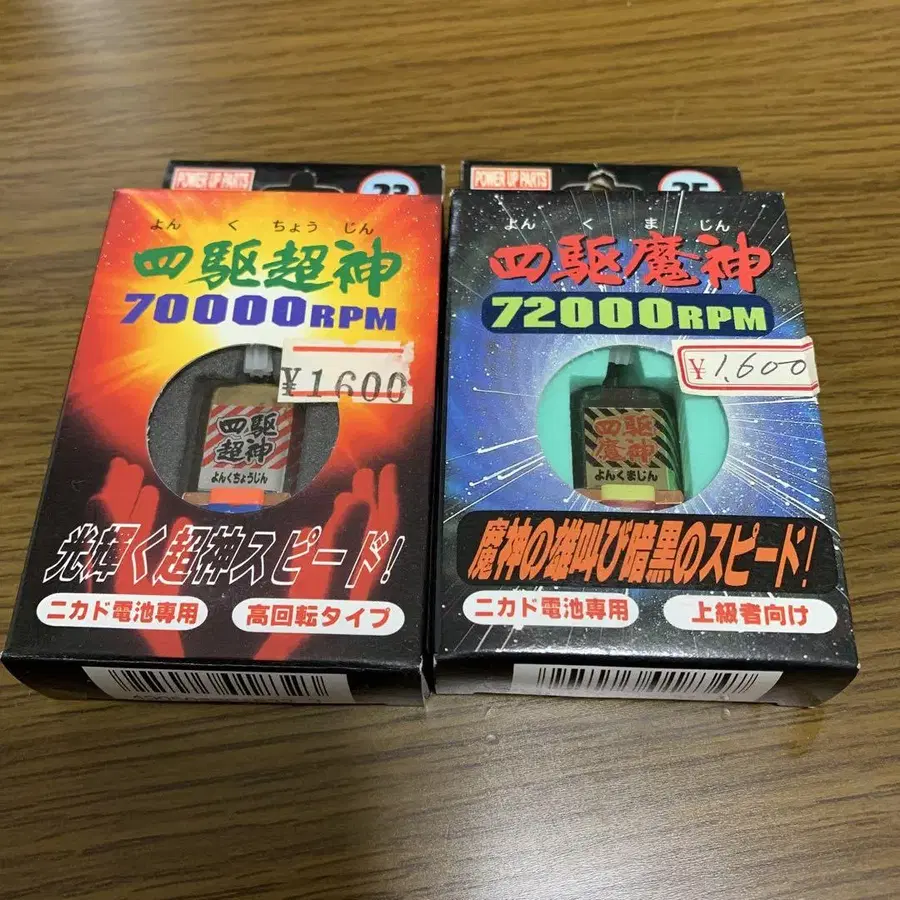 POWER UP PARTS
23
よんくちょうじん
四駆超神
70000RPM
¥1600
四駆
超神
よんくちょうじん
光輝く超神スピード!
ニカド電池専用
高回転タイプ
POWER UP PARTS
25
よんくまじん
四駆魔神
72000RPM
¥1,600
四駆
魔神
よんくまじん
魔神の雄叫び暗黒のスピード!
ニカド電池専用
上級者向け